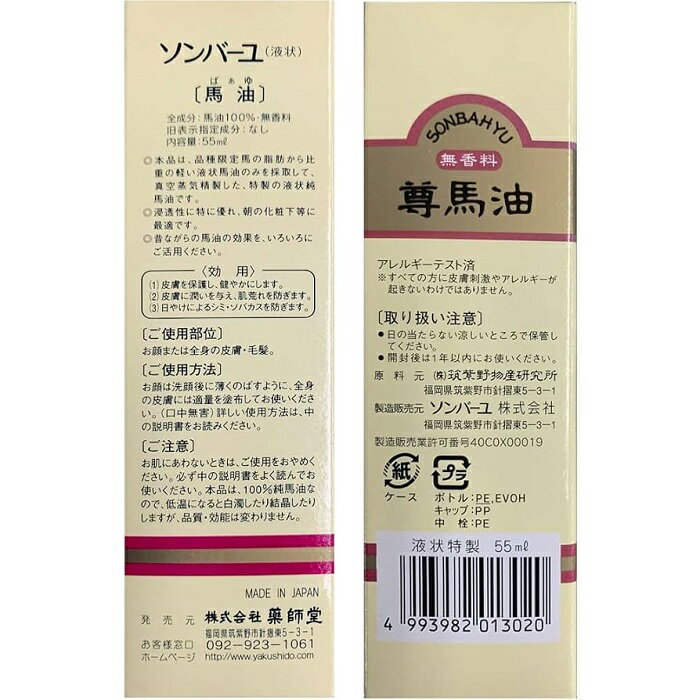 ソンバーユ(液状)
ばぁゆ
〔馬油〕
全成分:馬油100%・無香料
旧表示指定成分:なし
内容量:55mℓ
◎本品は、品種限定馬の脂肪から比
重の軽い液状馬油のみを採取して、
真空蒸気精製した、特製の液状純
馬油です。
◎浸透性に特に優れ、朝の化粧下等に
最適です。
◎昔ながらの馬油の効果を、いろいろに
ご活用ください。
〈効用〉
(1)皮膚を保護し、健やかにします。
(2)皮膚に潤いを与え、肌荒れを防ぎます。
(3)日やけによるシミ・ソバカスを防ぎます。
〔ご使用部位〕
お顔または全身の皮膚・毛髪。
〔ご使用方法〕
お顔は洗顔後に薄くのばすように、全身
の皮膚には適量を塗布してお使いくださ
い。(口中無害)詳しい使用方法は、中
の説明書をお読みください。
〔ご注意〕
お肌にあわないときは、ご使用をおやめく
ださい。必ず中の説明書をよく読んでお
使いください。本品は、100%純馬油な
ので、低温になると白濁したり結晶したり
しますが、品質・効能は変わりません。
MADE IN JAPAN
発売元 株式会社 薬師堂
福岡県筑紫野市針摺東5-3-1
お客様窓口 092-923-1061
ホームページ http://www.yakushido.com
SONBAHYU
無香料
尊馬油
アレルギーテスト済
※すべての方に皮膚刺激やアレルギーが
起きないわけではありません。
〔取り扱い注意〕
●日の当たらない涼しいところで保管し
てください。
●開封後は1年以内にお使いください。
原料元 ㈱筑紫野物産研究所
福岡県筑紫野市針摺東5-3-1
製造販売元 ソンバーユ 株式会社
福岡県筑紫野市針摺東5-3-1
製造販売業許可番号40C0X00019
紙 プラ
ケース ボトル:PE,EVOH
キャップ:PP
中栓:PE
液状特製 55mℓ
4 993982 013020